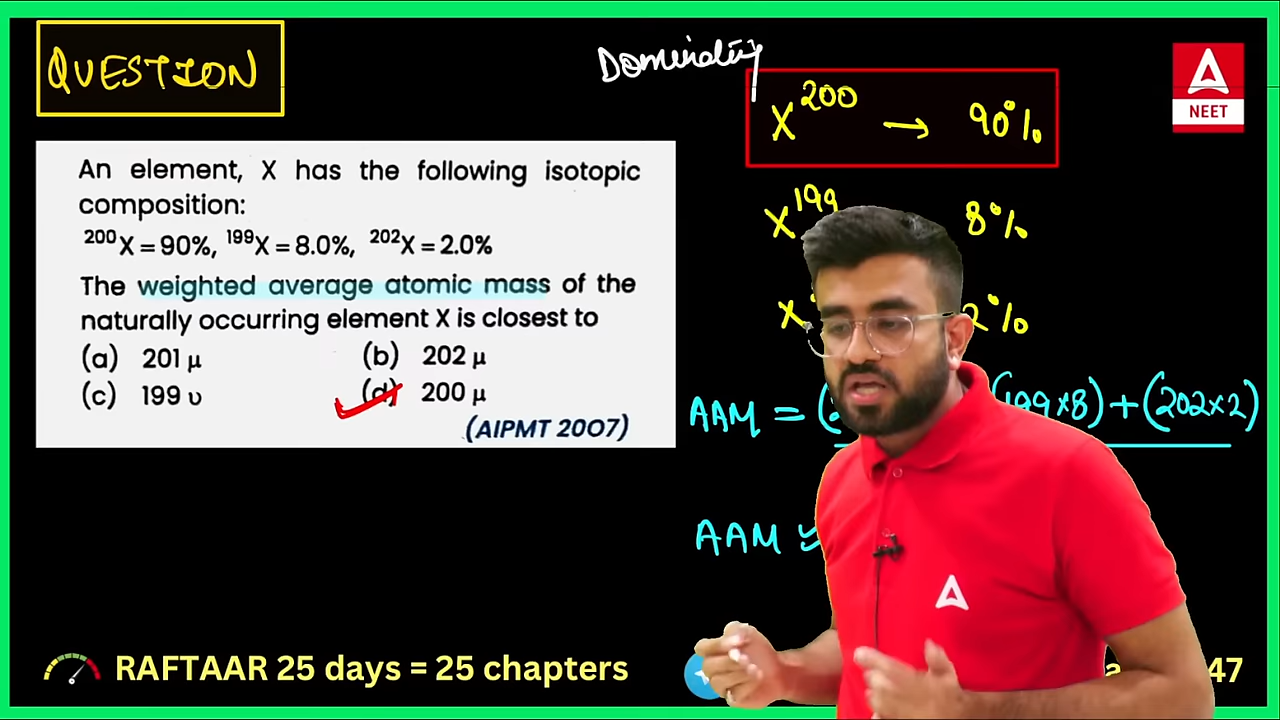 QUESTION
Dominating
X²⁰⁰ → 90%
NEET
An element, X has the following isotopic
composition:
²⁰⁰X = 90%, ¹⁹⁹X = 8.0%, ²⁰²X = 2.0%
The weighted average atomic mass of the
naturally occurring element X is closest to
(a) 201 μ (b) 202 μ
(c) 199 υ (d) 200 μ
(AIPMT 2007)
X¹⁹⁹ 8%
X 2%
AAM = ( (199×8) + (202×2)
AAM ≈
RAFTAAR 25 days = 25 chapters
47